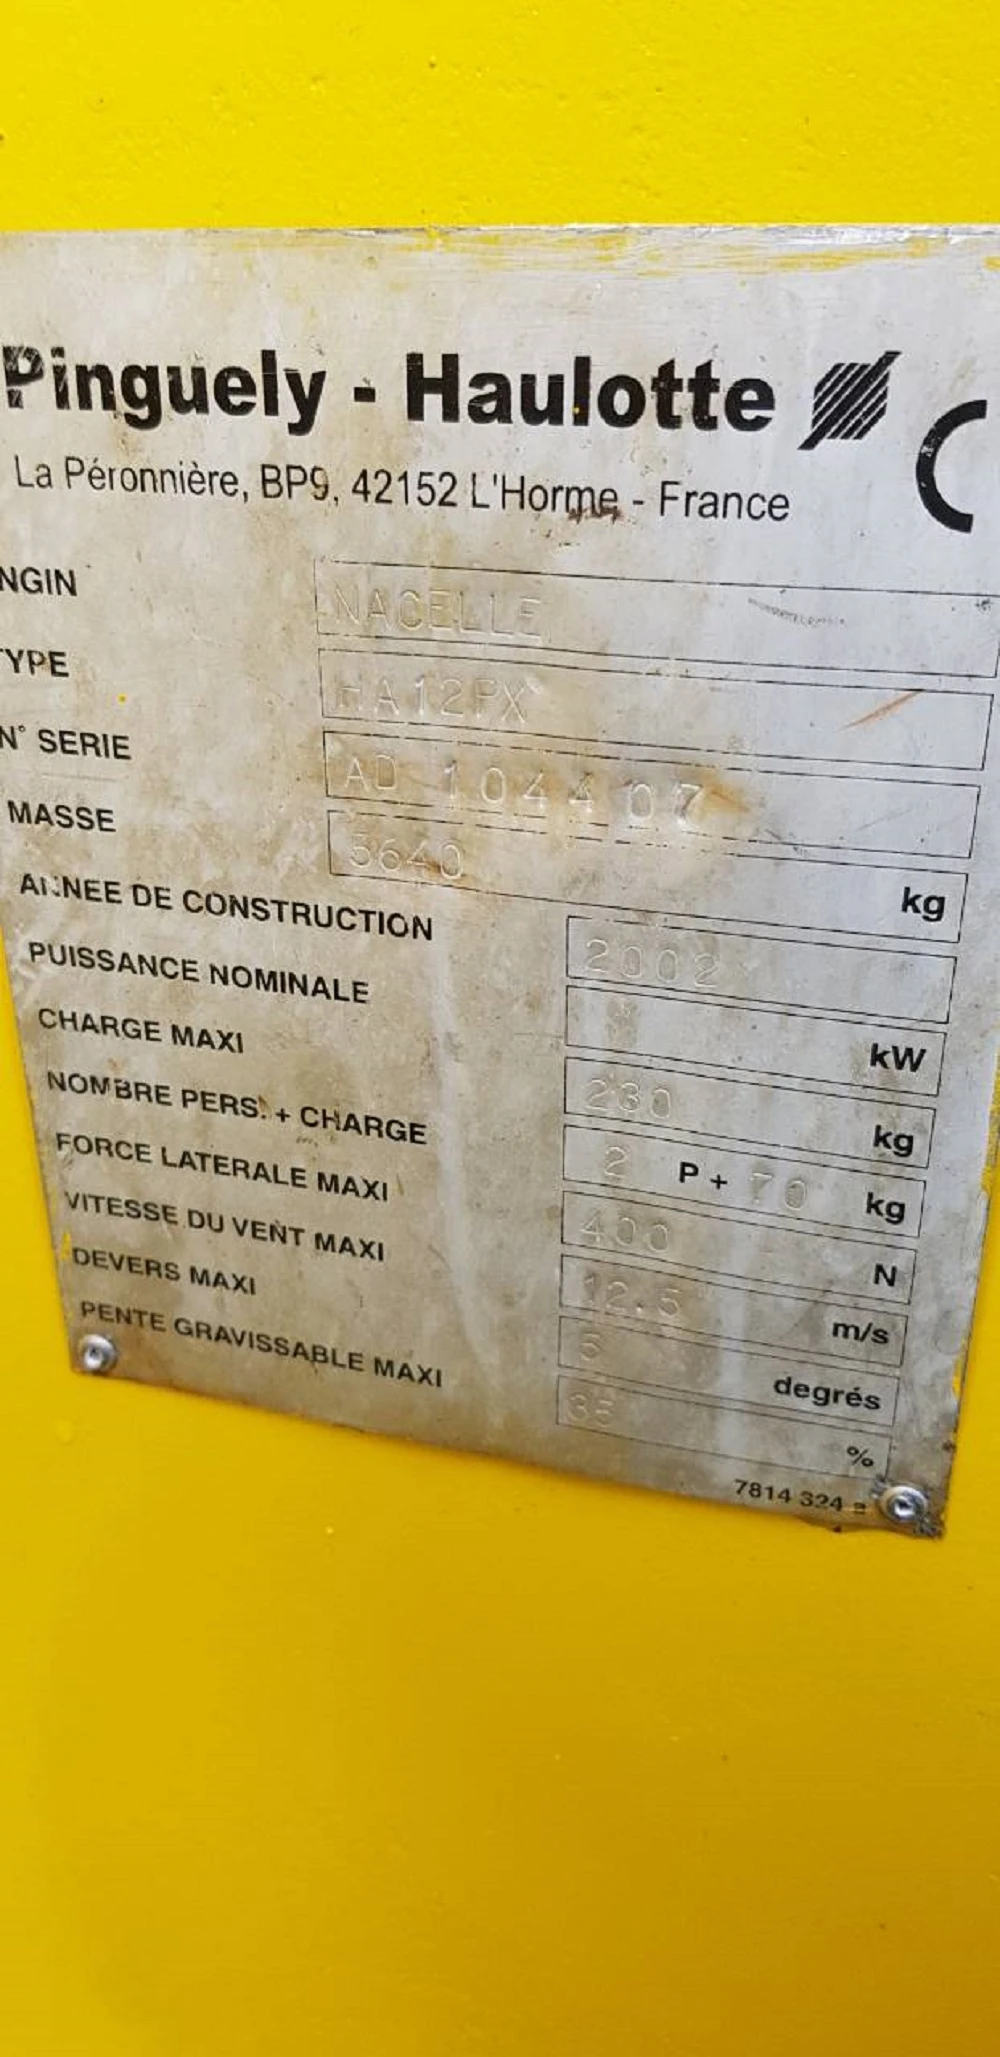 Pinguely - Haulotte C
La Péronnière, BP9, 42152 L'Horme - France
NGIN NACELLE
YPE HA12PX
N° SERIE AD 104407
MASSE 5640 kg
ANNEE DE CONSTRUCTION 2002
PUISSANCE NOMINALE kW
CHARGE MAXI 230 kg
NOMBRE PERS. + CHARGE 2 P + 70 kg
FORCE LATERALE MAXI 400 N
VITESSE DU VENT MAXI 12.5 m/s
DEVERS MAXI 5 degrés
PENTE GRAVISSABLE MAXI 35 %
7814 324 a